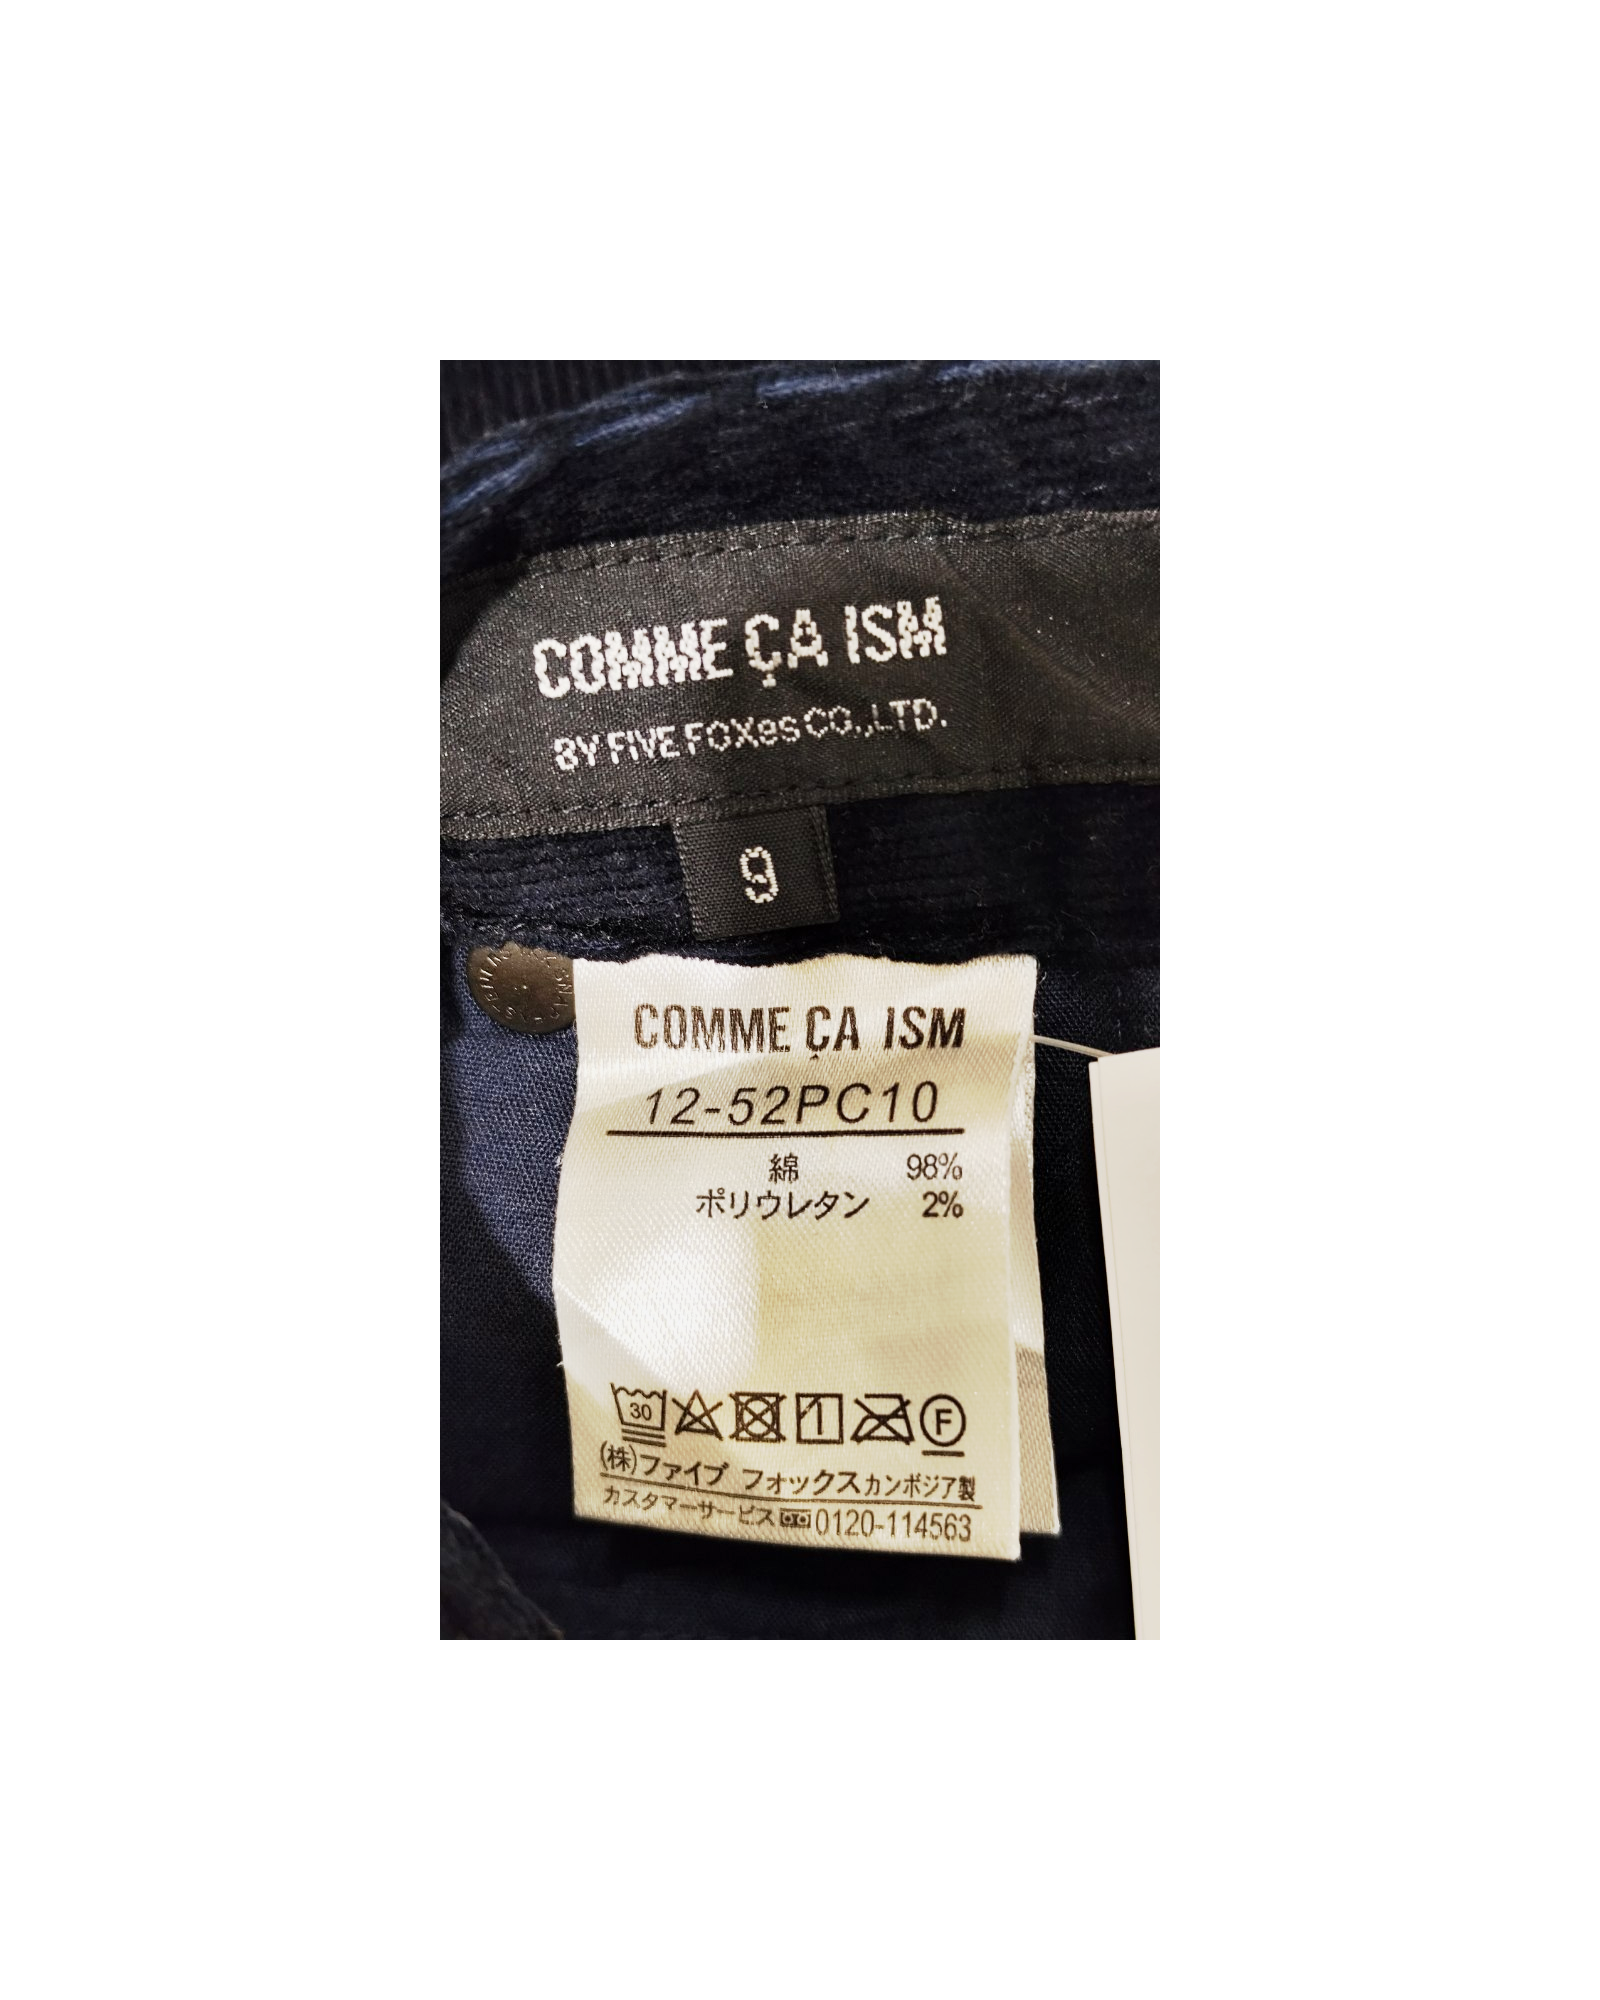 COMME ÇA ISM
BY FIVE FOXes CO.,LTD.
9
COMME ÇA ISM
12-52PC10
綿 98%
ポリウレタン 2%
30
F
(株)ファイブ フォックス カンボジア製
カスタマーサービス 0120-114563